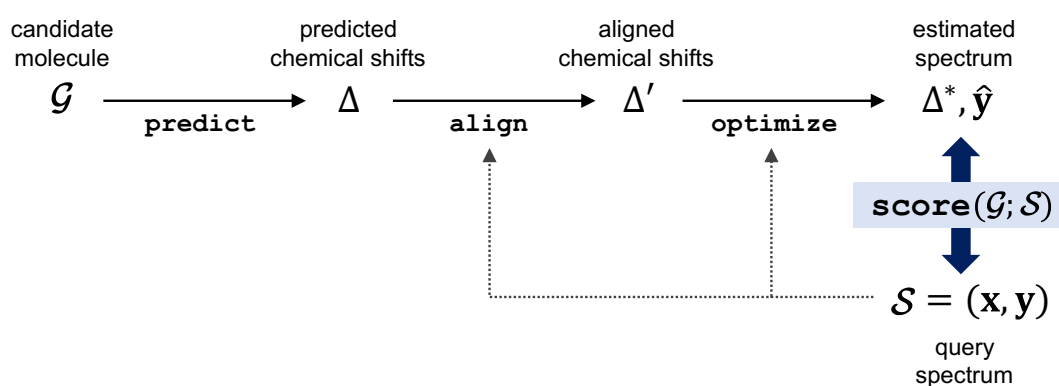 candidate
molecule
predicted
chemical shifts
aligned
chemical shifts
estimated
spectrum
𝒢
Δ
Δ′
Δ*, ŷ
predict
align
optimize
score(𝒢; 𝒮)
𝒮 = (x, y)
query
spectrum